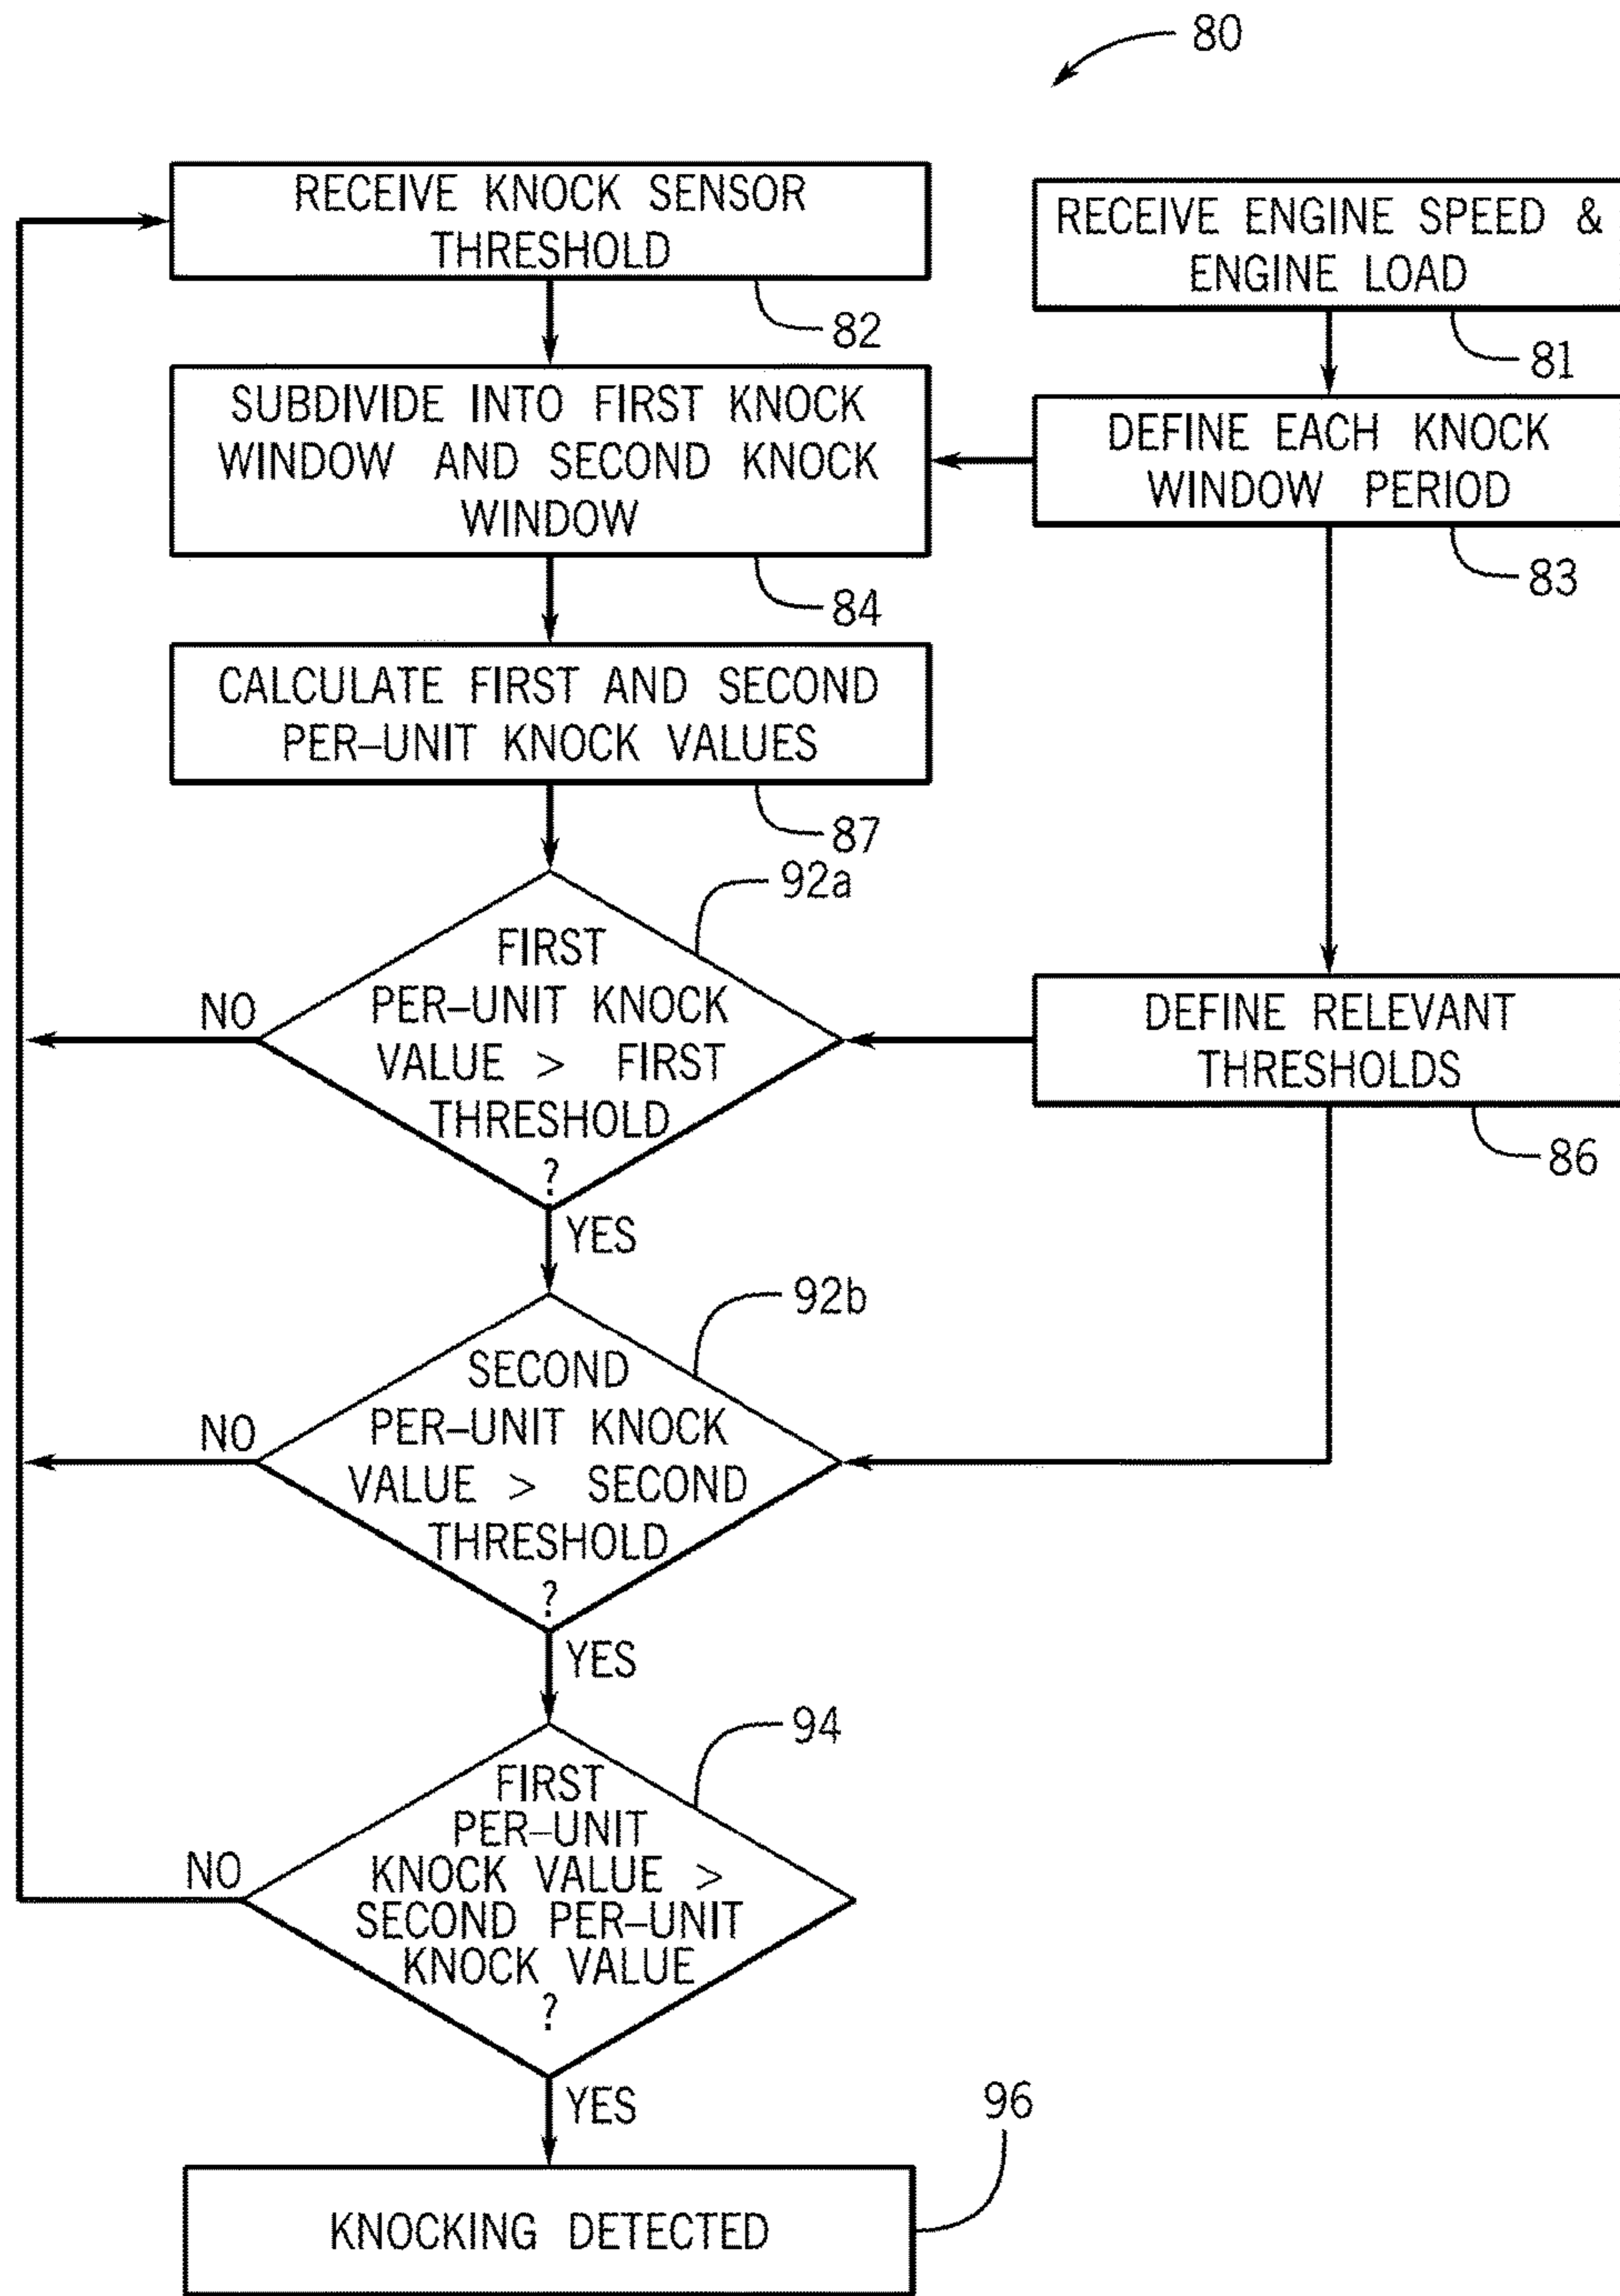 80
RECEIVE KNOCK SENSOR
THRESHOLD
82
RECEIVE ENGINE SPEED &
ENGINE LOAD
81
SUBDIVIDE INTO FIRST KNOCK
WINDOW AND SECOND KNOCK
WINDOW
84
DEFINE EACH KNOCK
WINDOW PERIOD
83
CALCULATE FIRST AND SECOND
PER-UNIT KNOCK VALUES
87
92a
FIRST
PER-UNIT KNOCK
VALUE > FIRST
THRESHOLD
?
NO
YES
DEFINE RELEVANT
THRESHOLDS
86
92b
SECOND
PER-UNIT KNOCK
VALUE > SECOND
THRESHOLD
?
NO
YES
94
FIRST
PER-UNIT
KNOCK VALUE >
SECOND PER-UNIT
KNOCK VALUE
?
NO
YES
96
KNOCKING DETECTED